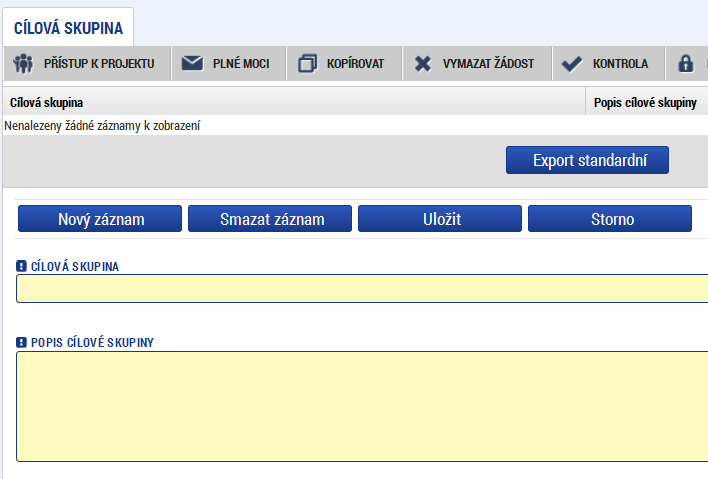 CÍLOVÁ SKUPINA
PŘÍSTUP K PROJEKTU PLNÉ MOCI KOPÍROVAT VYMAZAT ŽÁDOST KONTROLA
Cílová skupina Popis cílové skupiny
Nenalezeny žádné záznamy k zobrazení
Export standardní
Nový záznam Smazat záznam Uložit Storno
CÍLOVÁ SKUPINA
POPIS CÍLOVÉ SKUPINY